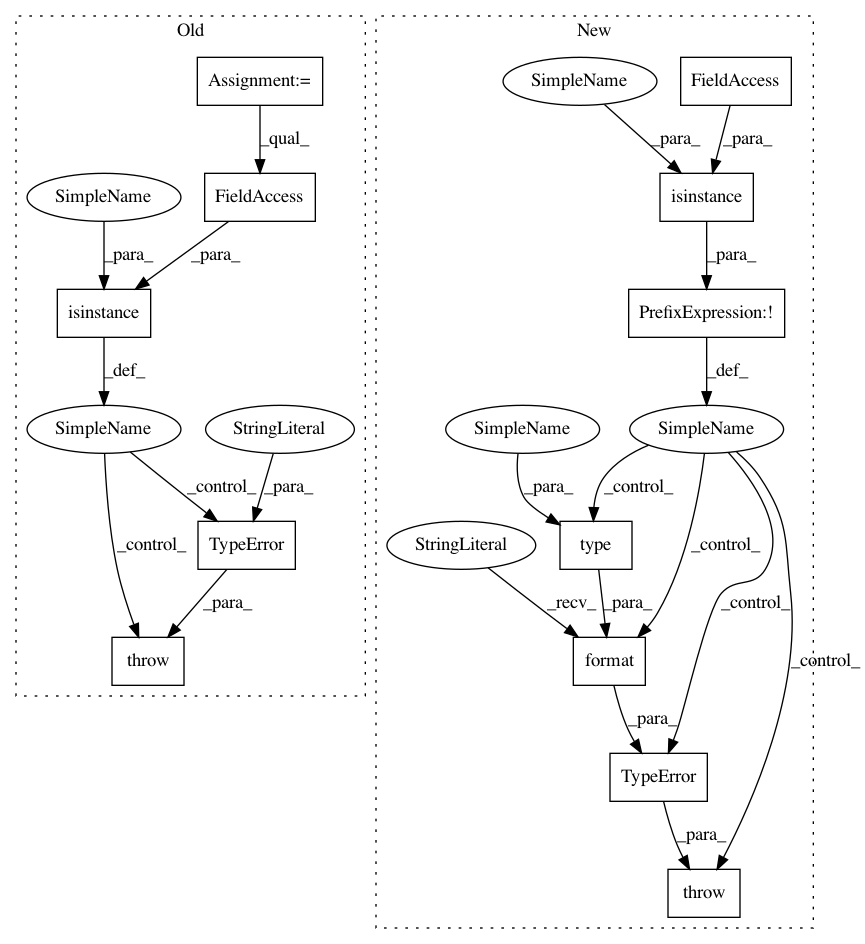 Old
New
Assignment:=
SimpleName
FieldAccess
_qual_
_para_
_para_
SimpleName
FieldAccess
isinstance
_para_
_para_
_para_
isinstance
PrefixExpression:!
_def_
_def_
SimpleName
StringLiteral
SimpleName
SimpleName
_control_
_para_
_para_
_control_
StringLiteral
TypeError
type
_control_
_control_
_para_
_recv_
_para_
_control_
throw
format
_control_
_para_
TypeError
_para_
throw